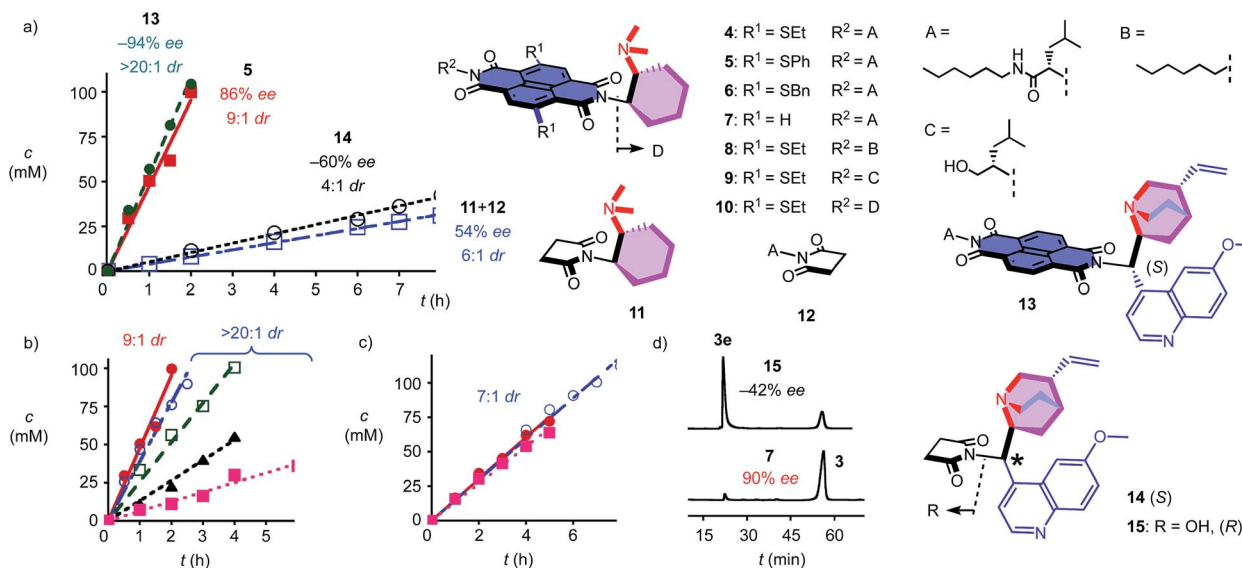 a)
13
–94% ee
>20:1 dr
5
86% ee
9:1 dr
14
–60% ee
4:1 dr
11+12
54% ee
6:1 dr
c
(mM)
100
75
50
25
0
0 1 2 3 4 5 6 7
t (h)
R¹
R²
N
O
O
N
O
O
N
R¹
D
4: R¹ = SEt R² = A
5: R¹ = SPh R² = A
6: R¹ = SBn R² = A
7: R¹ = H R² = A
8: R¹ = SEt R² = B
9: R¹ = SEt R² = C
10: R¹ = SEt R² = D
N
O
N
O
11
O
A-N
O
12
A =
H
N
O
B =
C =
HO
N
O
O
A-N
O
O
N
(S)
O
N
13
b)
9:1 dr
>20:1 dr
c
(mM)
100
75
50
25
0
0 1 2 3 4 5
t (h)
c)
7:1 dr
100
75
50
25
0
0 2 4 6
t (h)
d)
3e
15
–42% ee
7
90% ee
3
15 30 45 60
t (min)
N
O
N
O
*
R
O
N
14 (S)
15: R = OH, (R)